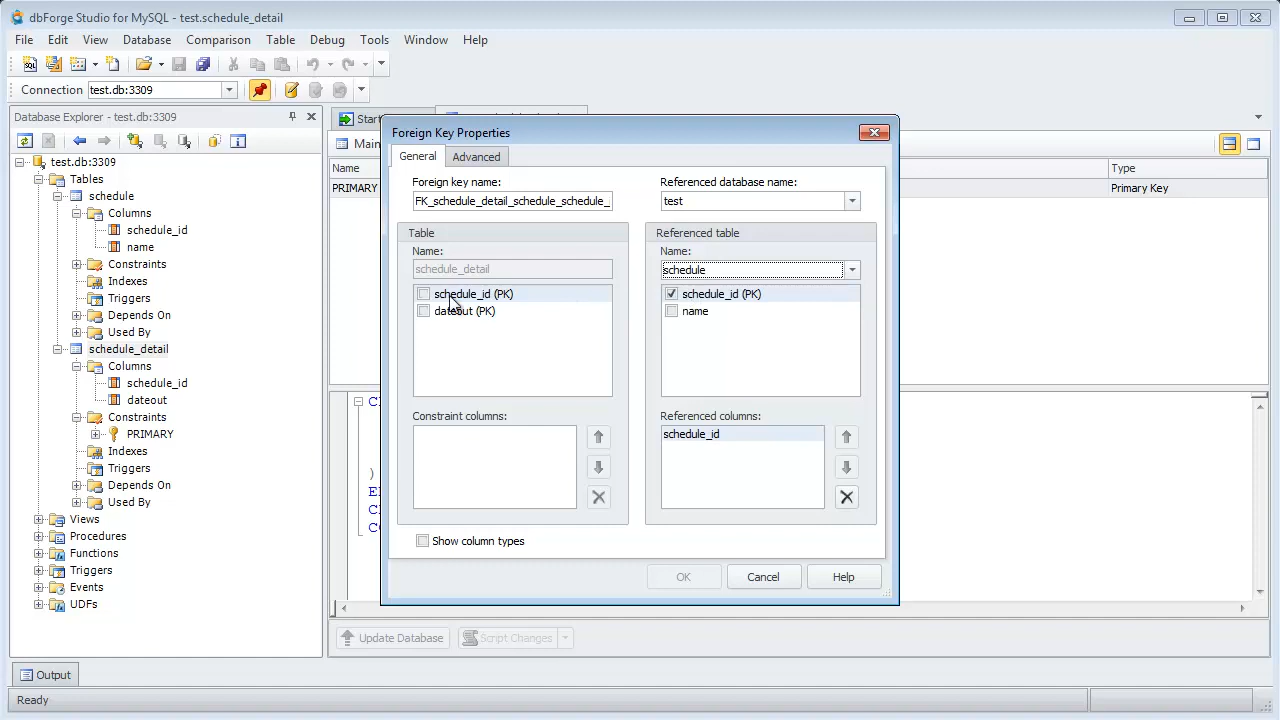 dbForge Studio for MySQL - test.schedule_detail
File Edit View Database Comparison Table Debug Tools Window Help
Connection test.db:3309
Database Explorer - test.db:3309
test.db:3309
Tables
schedule
Columns
schedule_id
name
Constraints
Indexes
Triggers
Depends On
Used By
schedule_detail
Columns
schedule_id
dateout
Constraints
PRIMARY
Indexes
Triggers
Depends On
Used By
Views
Procedures
Functions
Triggers
Events
UDFs
Main
Name Type
PRIMARY Primary Key
)
Foreign Key Properties
General Advanced
Foreign key name: Referenced database name:
FK_schedule_detail_schedule_schedule_ test
Table Referenced table
Name: Name:
schedule_detail schedule
schedule_id (PK) schedule_id (PK)
dateout (PK) name
Constraint columns: Referenced columns:
schedule_id
Show column types
OK Cancel Help
Update Database Script Changes
Output
Ready